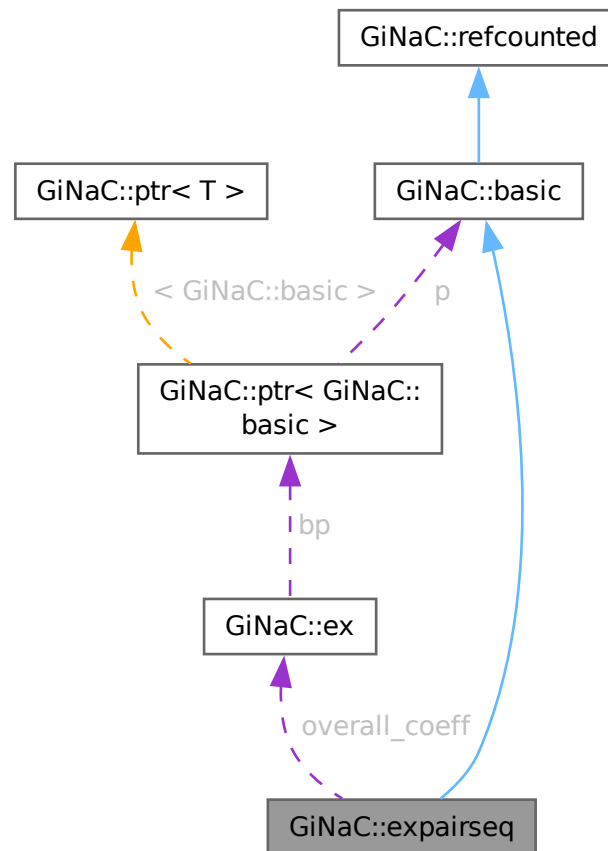 GiNaC::refcounted
GiNaC::ptr< T >
GiNaC::basic
< GiNaC::basic >
p
GiNaC::ptr< GiNaC::
basic >
bp
GiNaC::ex
overall_coeff
GiNaC::expairseq